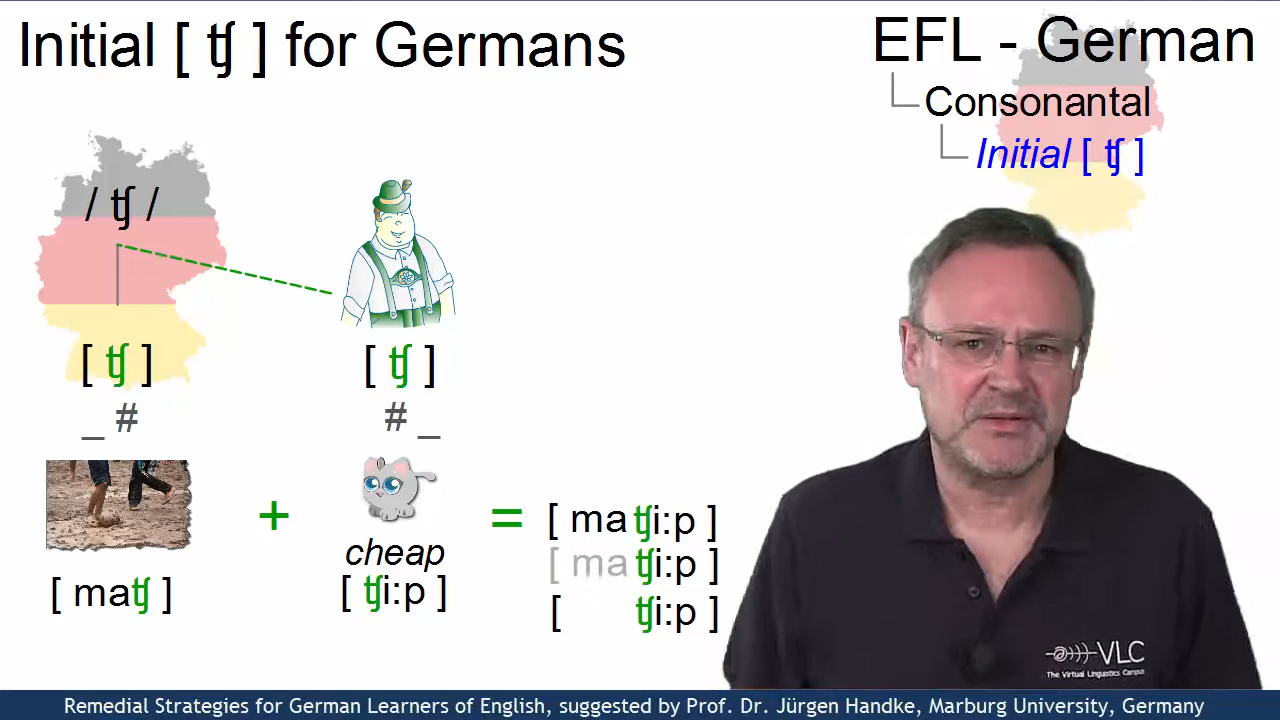 Initial [ ʧ ] for Germans
EFL - German
Consonantal
Initial [ ʧ ]
/ ʧ /
[ ʧ ]
_ #
[ maʧ ]
+
[ ʧ ]
# _
cheap
[ ʧi:p ]
=
[ maʧi:p ]
[ maʧi:p ]
[ ʧi:p ]
VLC
The Virtual Linguistics Campus
Remedial Strategies for German Learners of English, suggested by Prof. Dr. Jürgen Handke, Marburg University, Germany